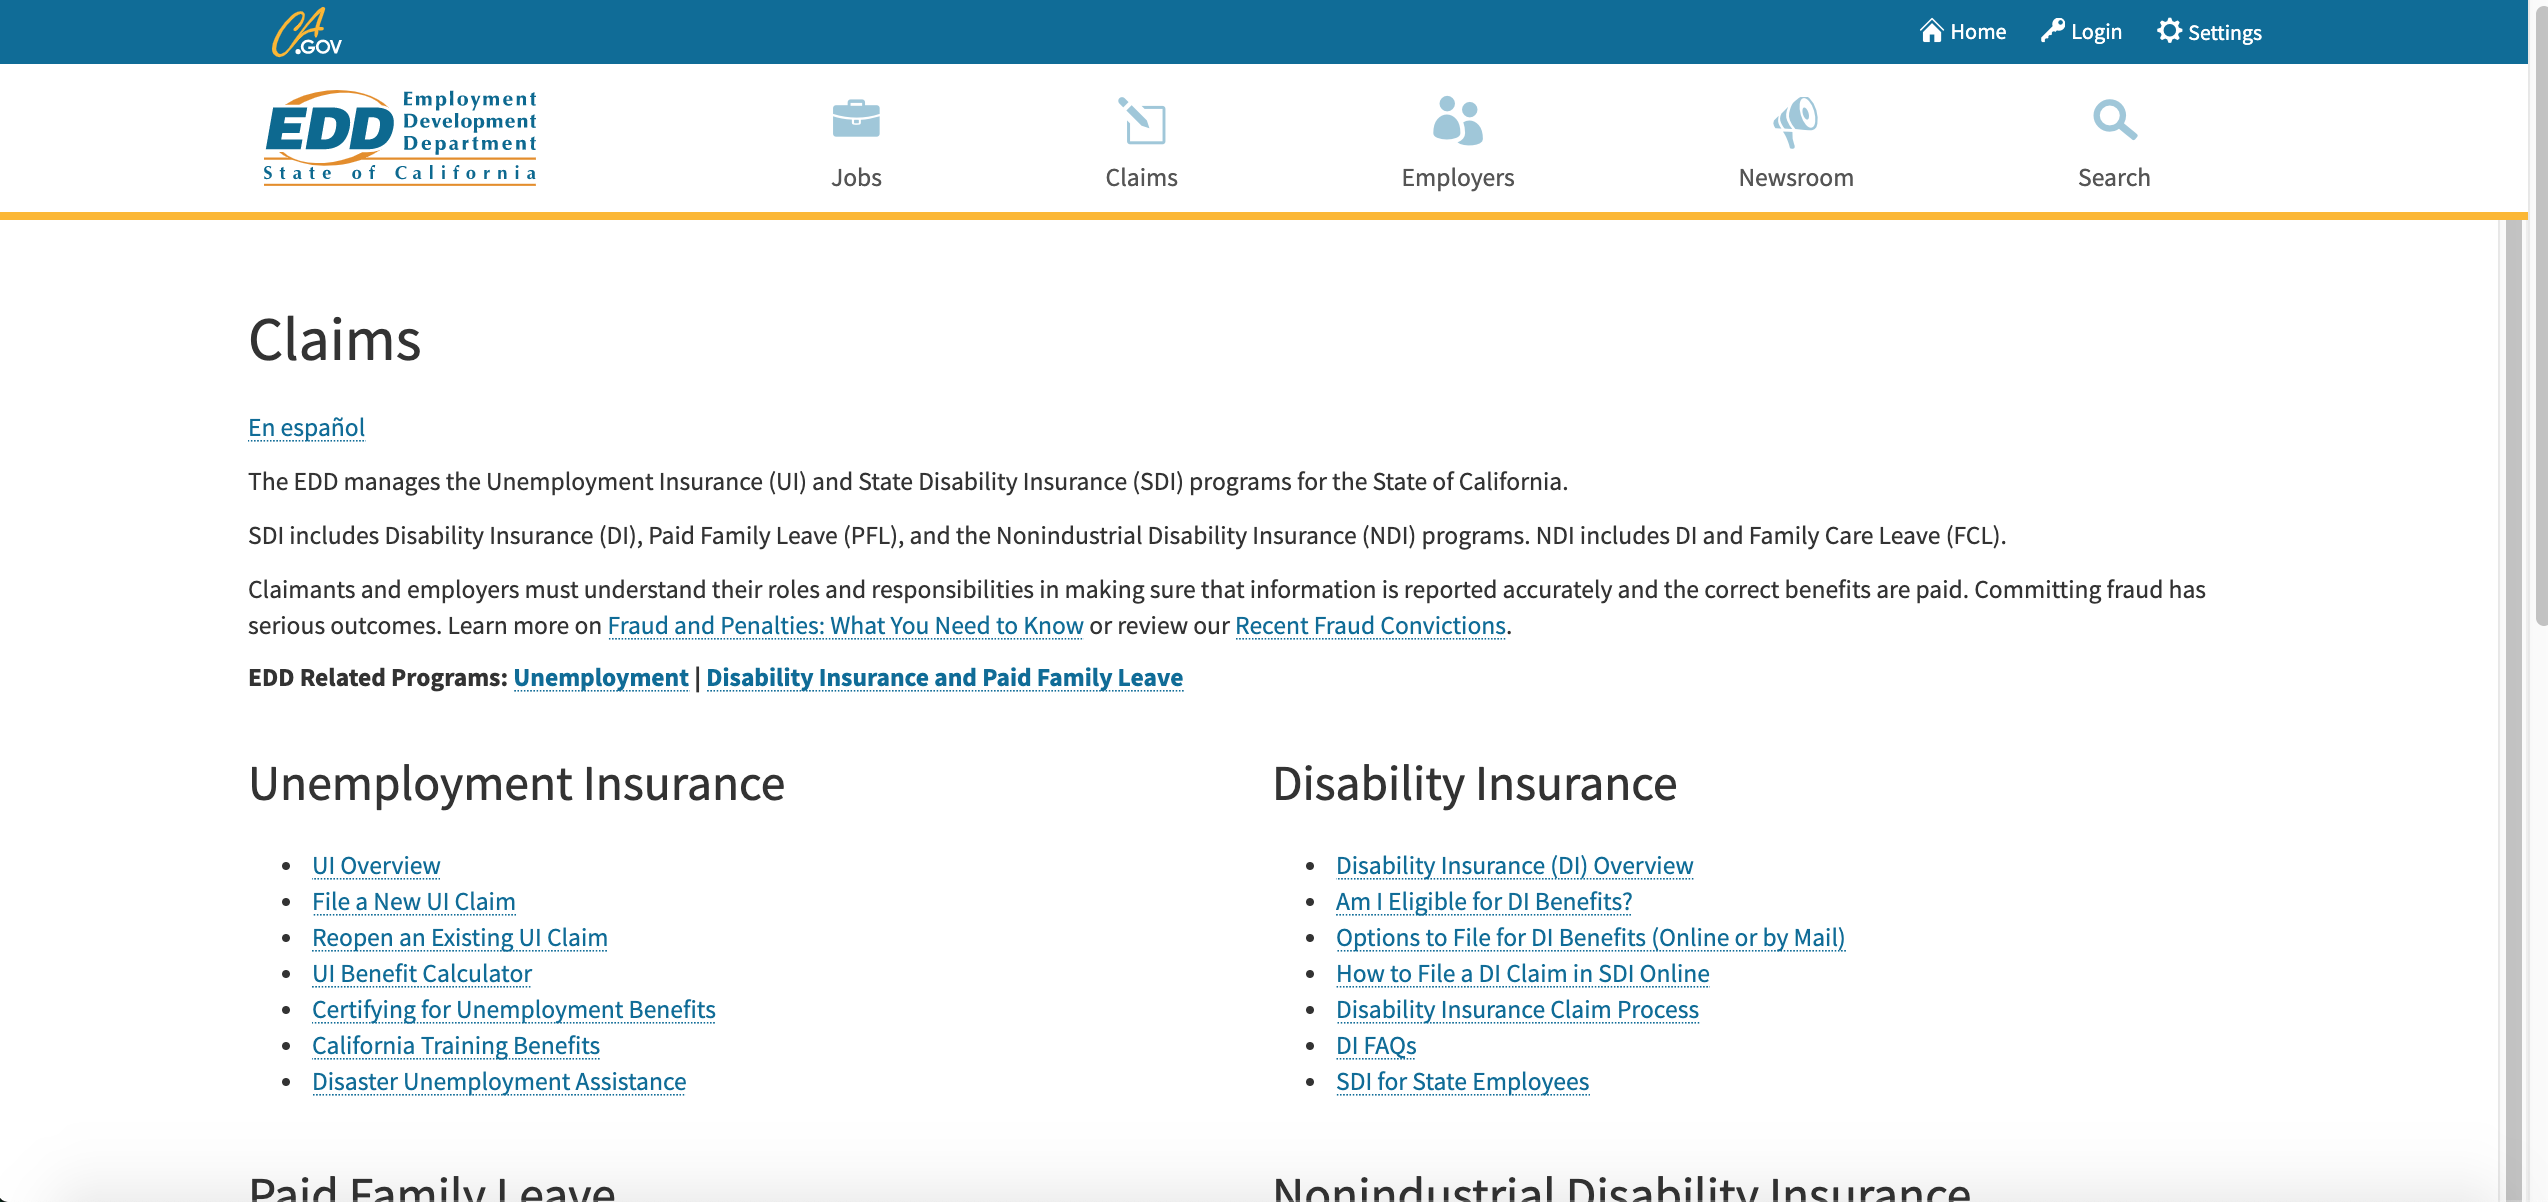 CA.GOV
Home Login Settings
EDD
Employment
Development
Department
State of California
Jobs Claims Employers Newsroom Search
Claims
En español
The EDD manages the Unemployment Insurance (UI) and State Disability Insurance (SDI) programs for the State of California.
SDI includes Disability Insurance (DI), Paid Family Leave (PFL), and the Nonindustrial Disability Insurance (NDI) programs. NDI includes DI and Family Care Leave (FCL).
Claimants and employers must understand their roles and responsibilities in making sure that information is reported accurately and the correct benefits are paid. Committing fraud has
serious outcomes. Learn more on Fraud and Penalties: What You Need to Know or review our Recent Fraud Convictions.
EDD Related Programs: Unemployment | Disability Insurance and Paid Family Leave
Unemployment Insurance
UI Overview
File a New UI Claim
Reopen an Existing UI Claim
UI Benefit Calculator
Certifying for Unemployment Benefits
California Training Benefits
Disaster Unemployment Assistance
Disability Insurance
Disability Insurance (DI) Overview
Am I Eligible for DI Benefits?
Options to File for DI Benefits (Online or by Mail)
How to File a DI Claim in SDI Online
Disability Insurance Claim Process
DI FAQs
SDI for State Employees
Paid Family Leave
Nonindustrial Disability Insurance